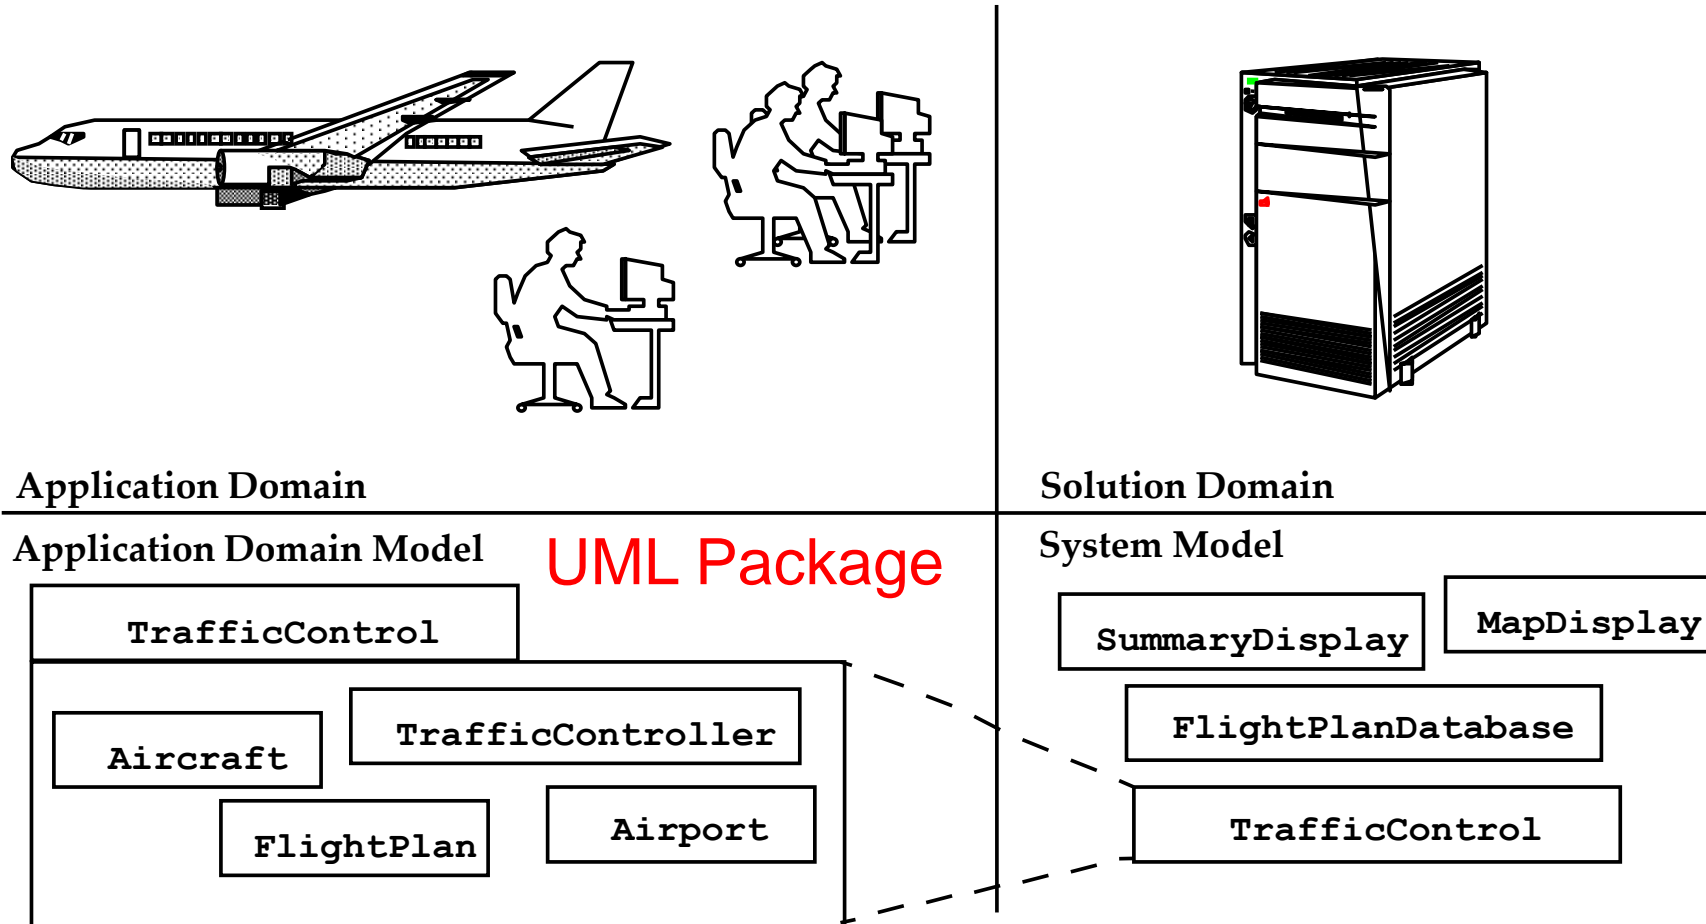 Application Domain
Solution Domain
Application Domain Model
UML Package
System Model
TrafficControl
Aircraft
TrafficController
FlightPlan
Airport
SummaryDisplay
MapDisplay
FlightPlanDatabase
TrafficControl